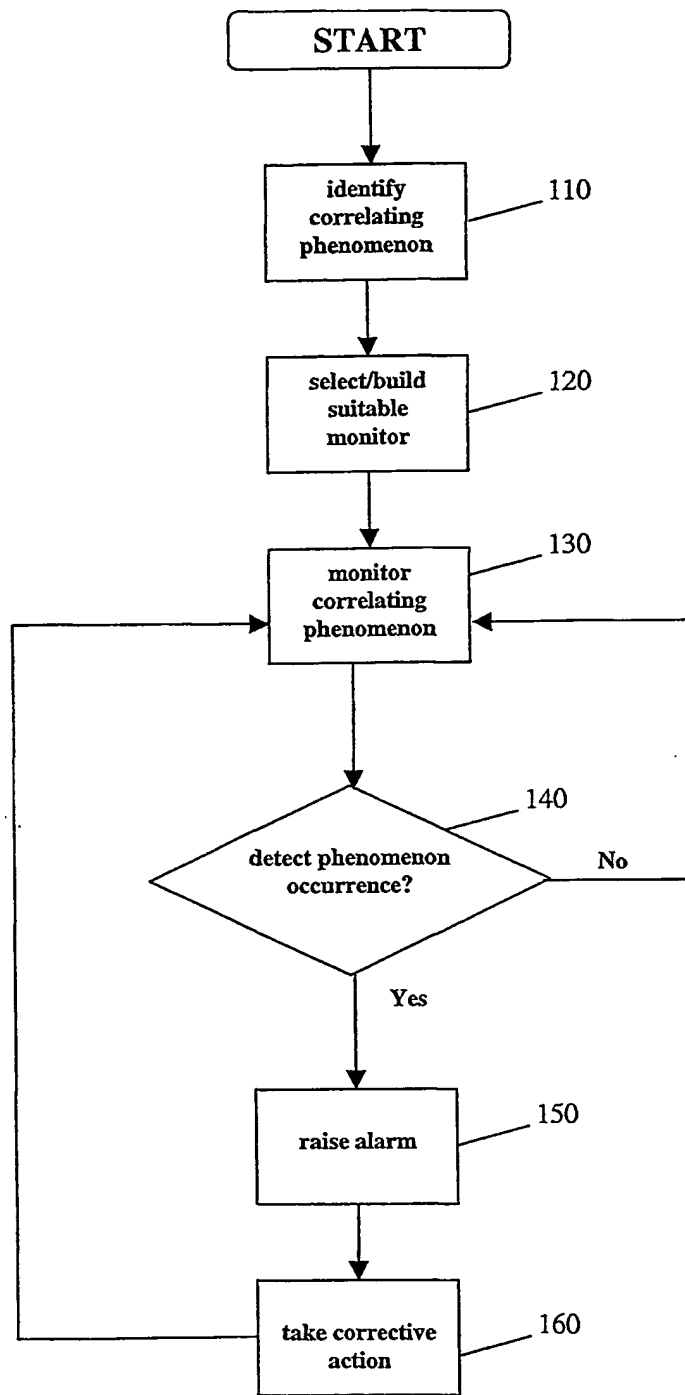 START
identify
correlating
phenomenon
110
select/build
suitable
monitor
120
monitor
correlating
phenomenon
130
detect phenomenon
occurrence?
140
No
Yes
raise alarm
150
take corrective
action
160